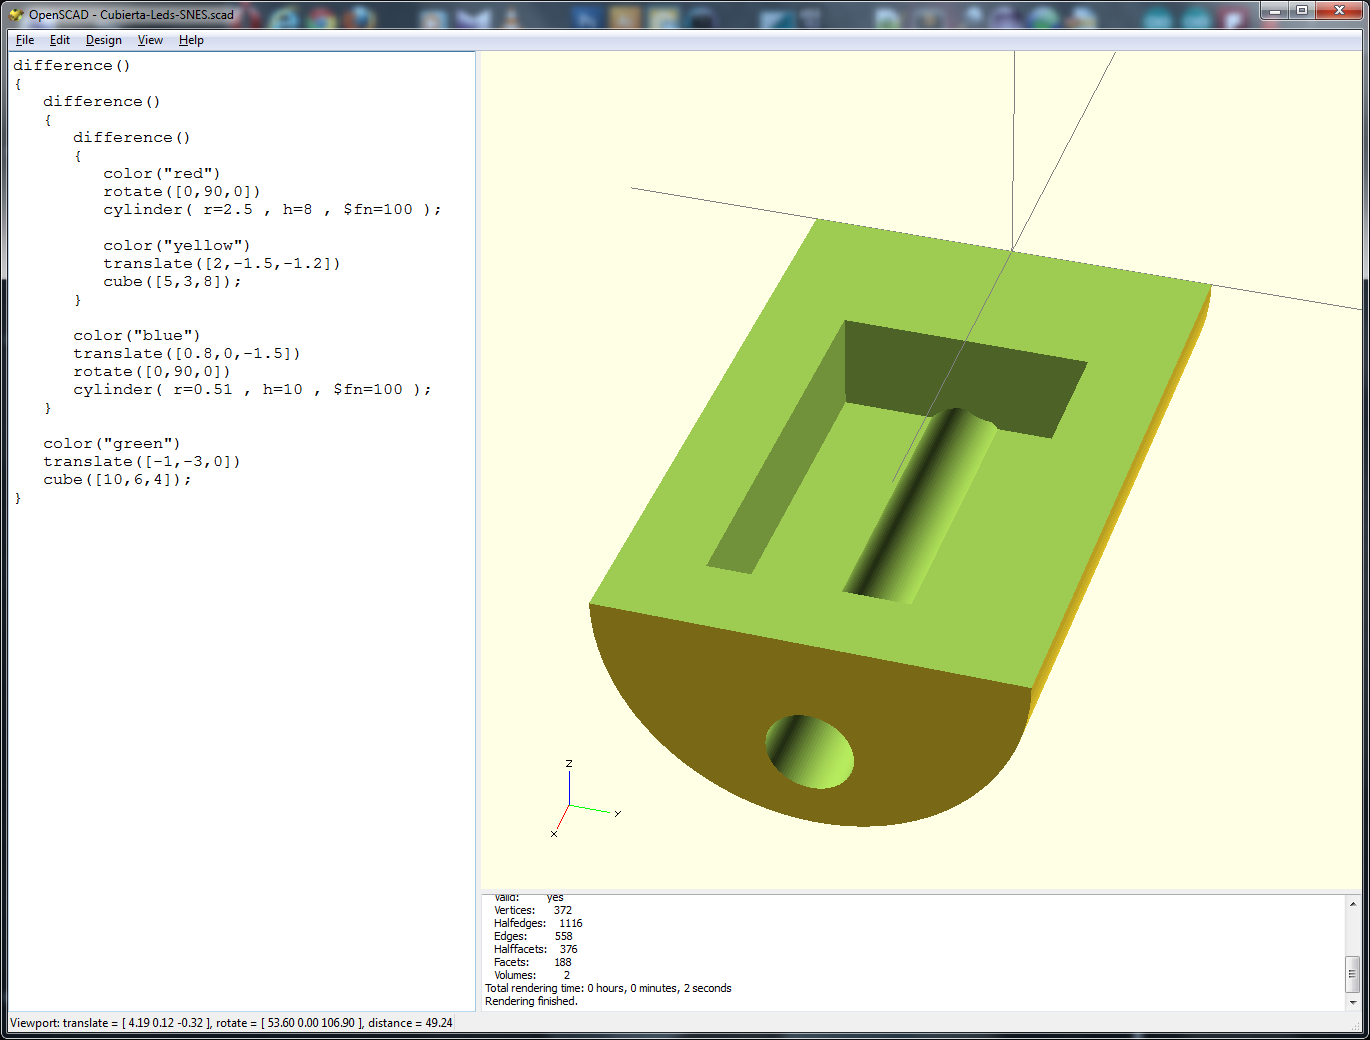 OpenSCAD - Cubierta-Leds-SNES.scad
File Edit Design View Help
difference()
{
difference()
{
difference()
{
color("red")
rotate([0,90,0])
cylinder( r=2.5 , h=8 , $fn=100 );
color("yellow")
translate([2,-1.5,-1.2])
cube([5,3,8]);
}
color("blue")
translate([0.8,0,-1.5])
rotate([0,90,0])
cylinder( r=0.51 , h=10 , $fn=100 );
}
color("green")
translate([-1,-3,0])
cube([10,6,4]);
}
z
y
x
Valid: yes
Vertices: 372
Halfedges: 1116
Edges: 558
Halffacets: 376
Facets: 188
Volumes: 2
Total rendering time: 0 hours, 0 minutes, 2 seconds
Rendering finished.
Viewport: translate = [ 4.19 0.12 -0.32 ], rotate = [ 53.60 0.00 106.90 ], distance = 49.24